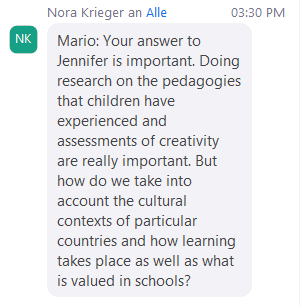 Nora Krieger an Alle 03:30 PM
NK
Mario: Your answer to
Jennifer is important. Doing
research on the pedagogies
that children have
experienced and
assessments of creativity
are really important. But
how do we take into
account the cultural
contexts of particular
countries and how learning
takes place as well as what
is valued in schools?